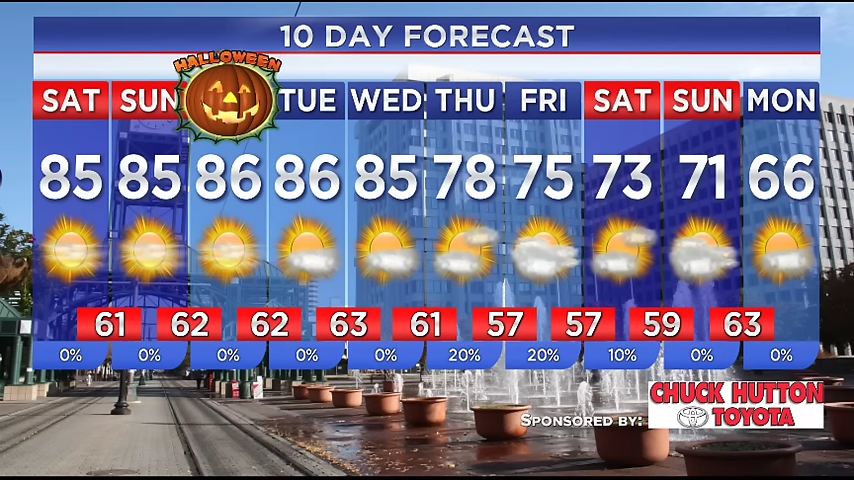 10 DAY FORECAST
HALLOWEEN
SAT SUN TUE WED THU FRI SAT SUN MON
85 85 86 86 85 78 75 73 71 66
61 62 62 63 61 57 57 59 63
0% 0% 0% 0% 0% 20% 20% 10% 0% 0%
SPONSORED BY:
CHUCK HUTTON
TOYOTA